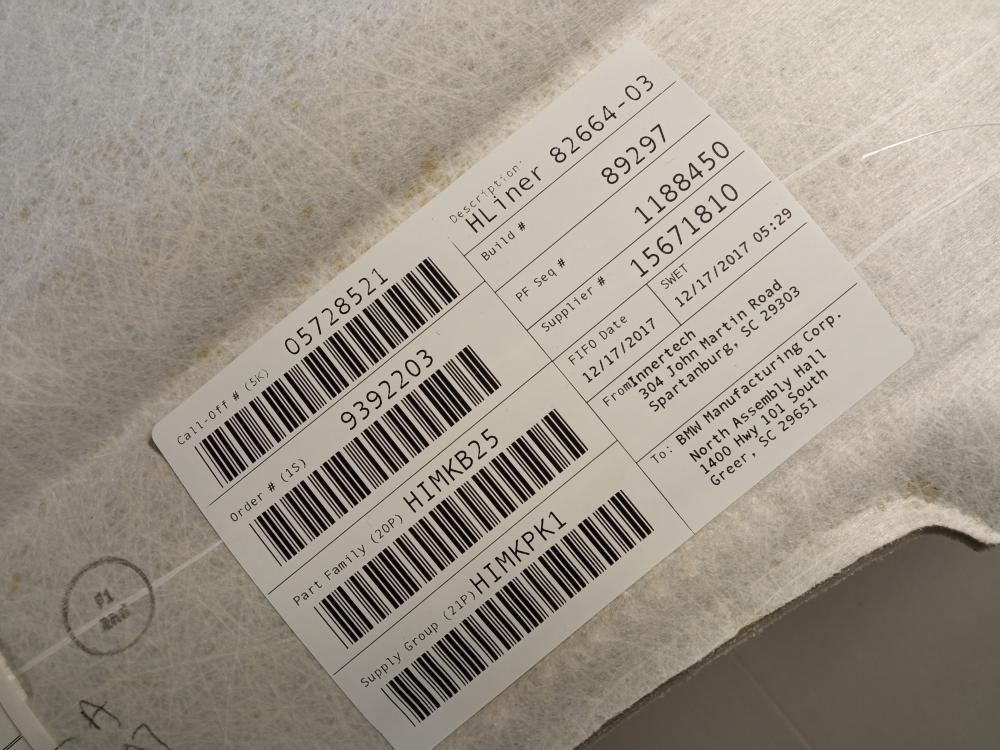 Description:
HLiner 82664-03
Build # 89297
PF Seq # 1188450
Supplier # 15671810
FIFO Date
12/17/2017
SWET
12/17/2017 05:29
From Innertech
304 John Martin Road
Spartanburg, SC 29303
To: BMW Manufacturing Corp.
North Assembly Hall
1400 Hwy 101 South
Greer, SC 29651
Call-Off # (5K) 05728521
Order # (1S) 9392203
Part Family (20P) HIMKB25
Supply Group (21P) HIMKPK1
A